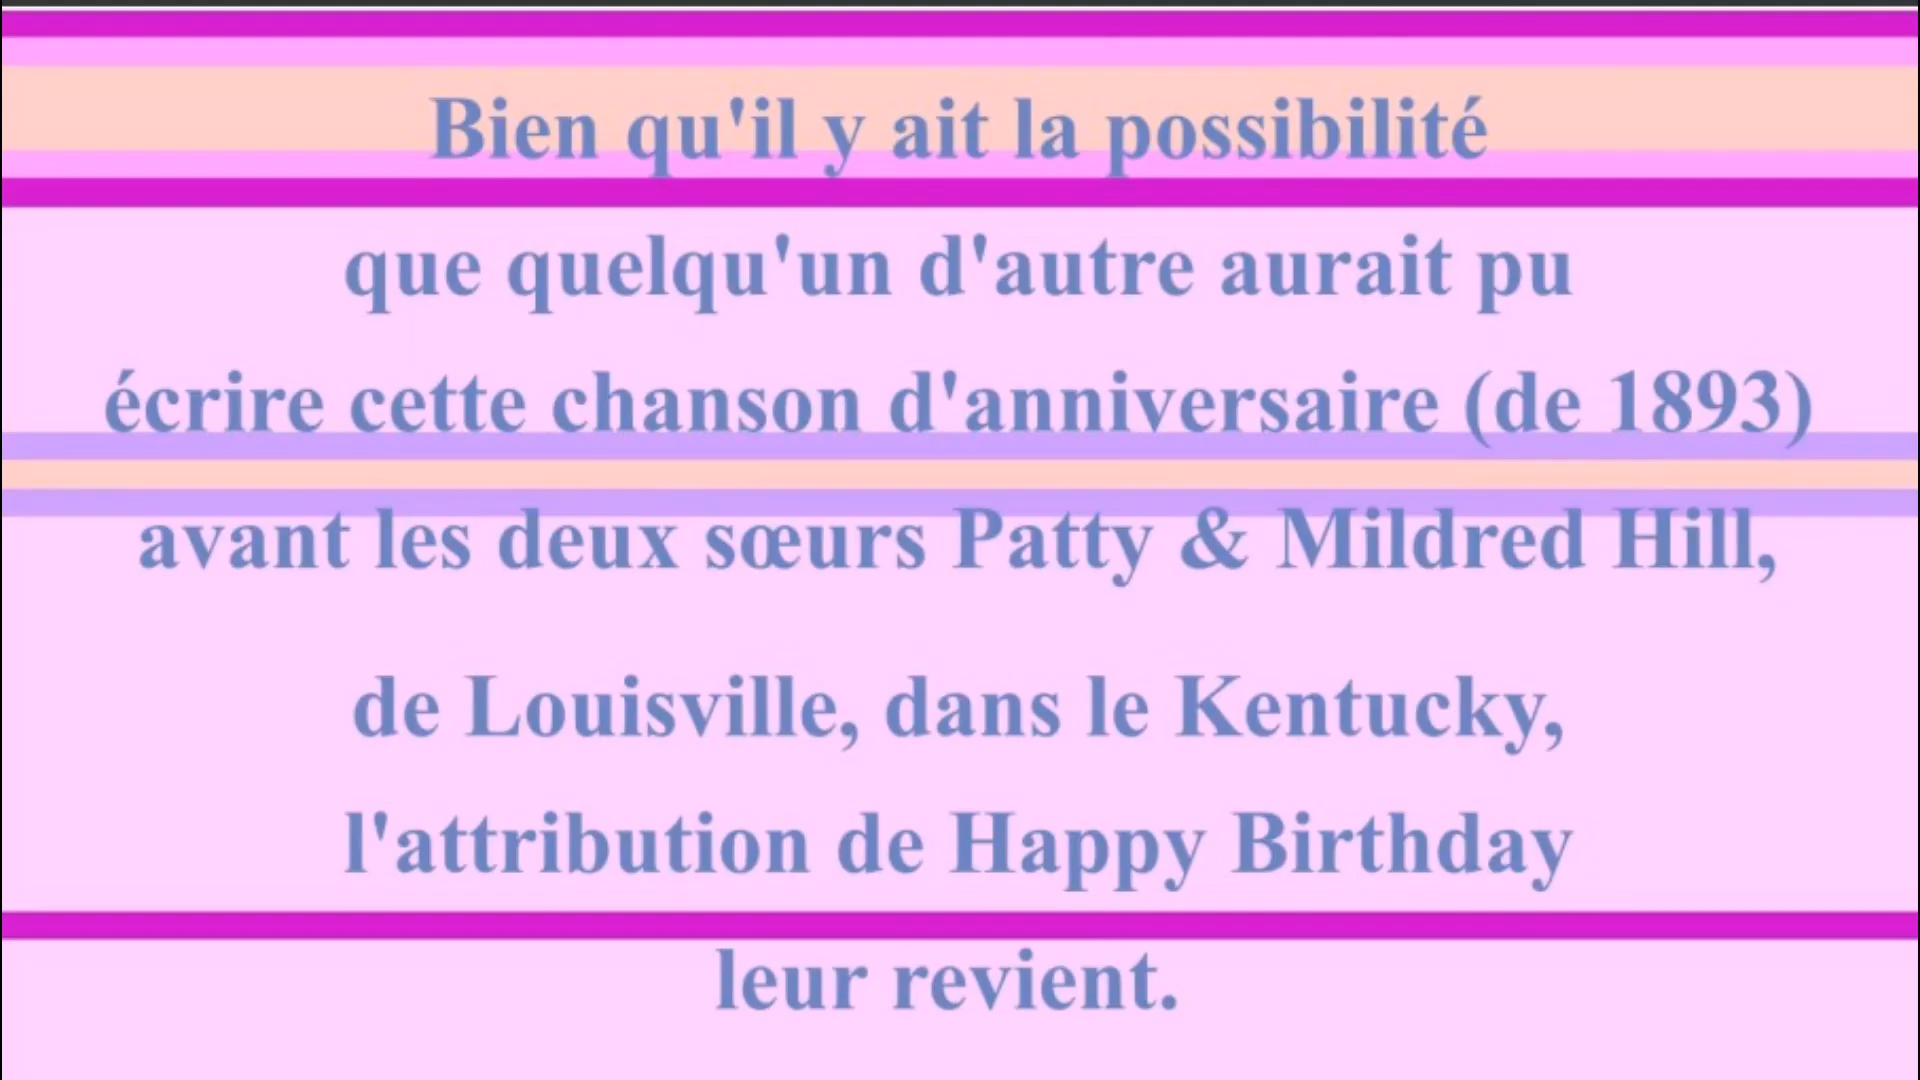 Bien qu'il y ait la possibilité
que quelqu'un d'autre aurait pu
écrire cette chanson d'anniversaire (de 1893)
avant les deux sœurs Patty & Mildred Hill,
de Louisville, dans le Kentucky,
l'attribution de Happy Birthday
leur revient.